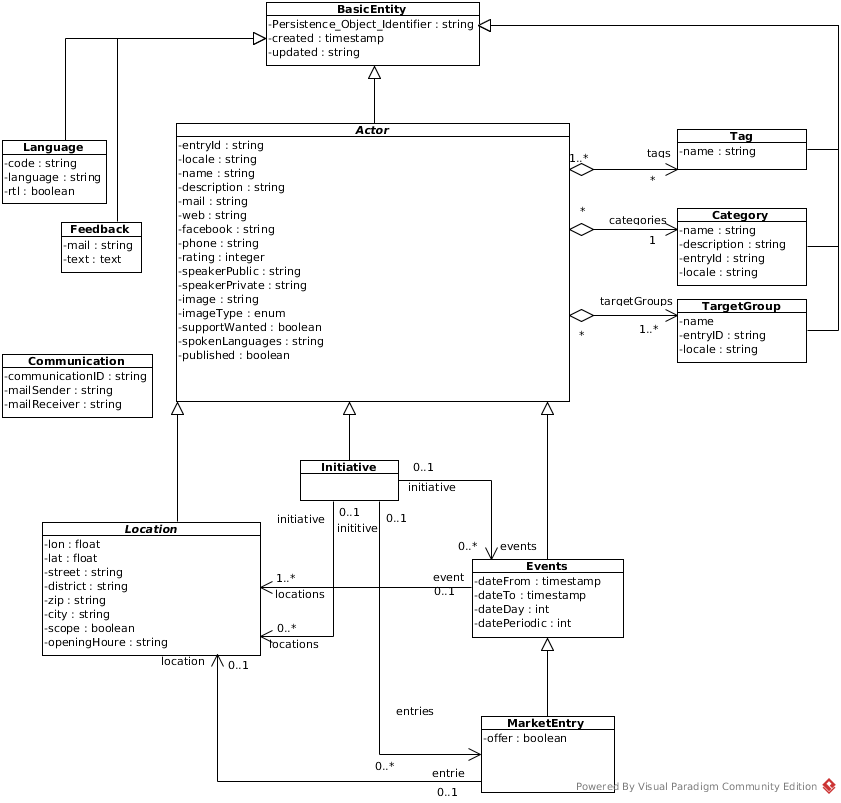 BasicEntity
-Persistence_Object_Identifier : string
-created : timestamp
-updated : string
Actor
-entryId : string
-locale : string
-name : string
-description : string
-mail : string
-web : string
-facebook : string
-phone : string
-rating : integer
-speakerPublic : string
-speakerPrivate : string
-image : string
-imageType : enum
-supportWanted : boolean
-spokenLanguages : string
-published : boolean
Language
-code : string
-language : string
-rtl : boolean
Feedback
-mail : string
-text : text
Communication
-communicationID : string
-mailSender : string
-mailReceiver : string
1..*
tags
*
Tag
-name : string
*
categories
1
Category
-name : string
-description : string
-entryId : string
-locale : string
targetGroups
*
1..*
TargetGroup
-name
-entryID : string
-locale : string
Initiative
0..1
initiative
initiative
0..1
inititive
0..1
0..*
events
Location
-lon : float
-lat : float
-street : string
-district : string
-zip : string
-city : string
-scope : boolean
-openingHoure : string
1..*
locations
event
0..1
0..*
locations
Events
-dateFrom : timestamp
-dateTo : timestamp
-dateDay : int
-datePeriodic : int
location
0..1
entries
0..*
entrie
0..1
MarketEntry
-offer : boolean
Powered By Visual Paradigm Community Edition